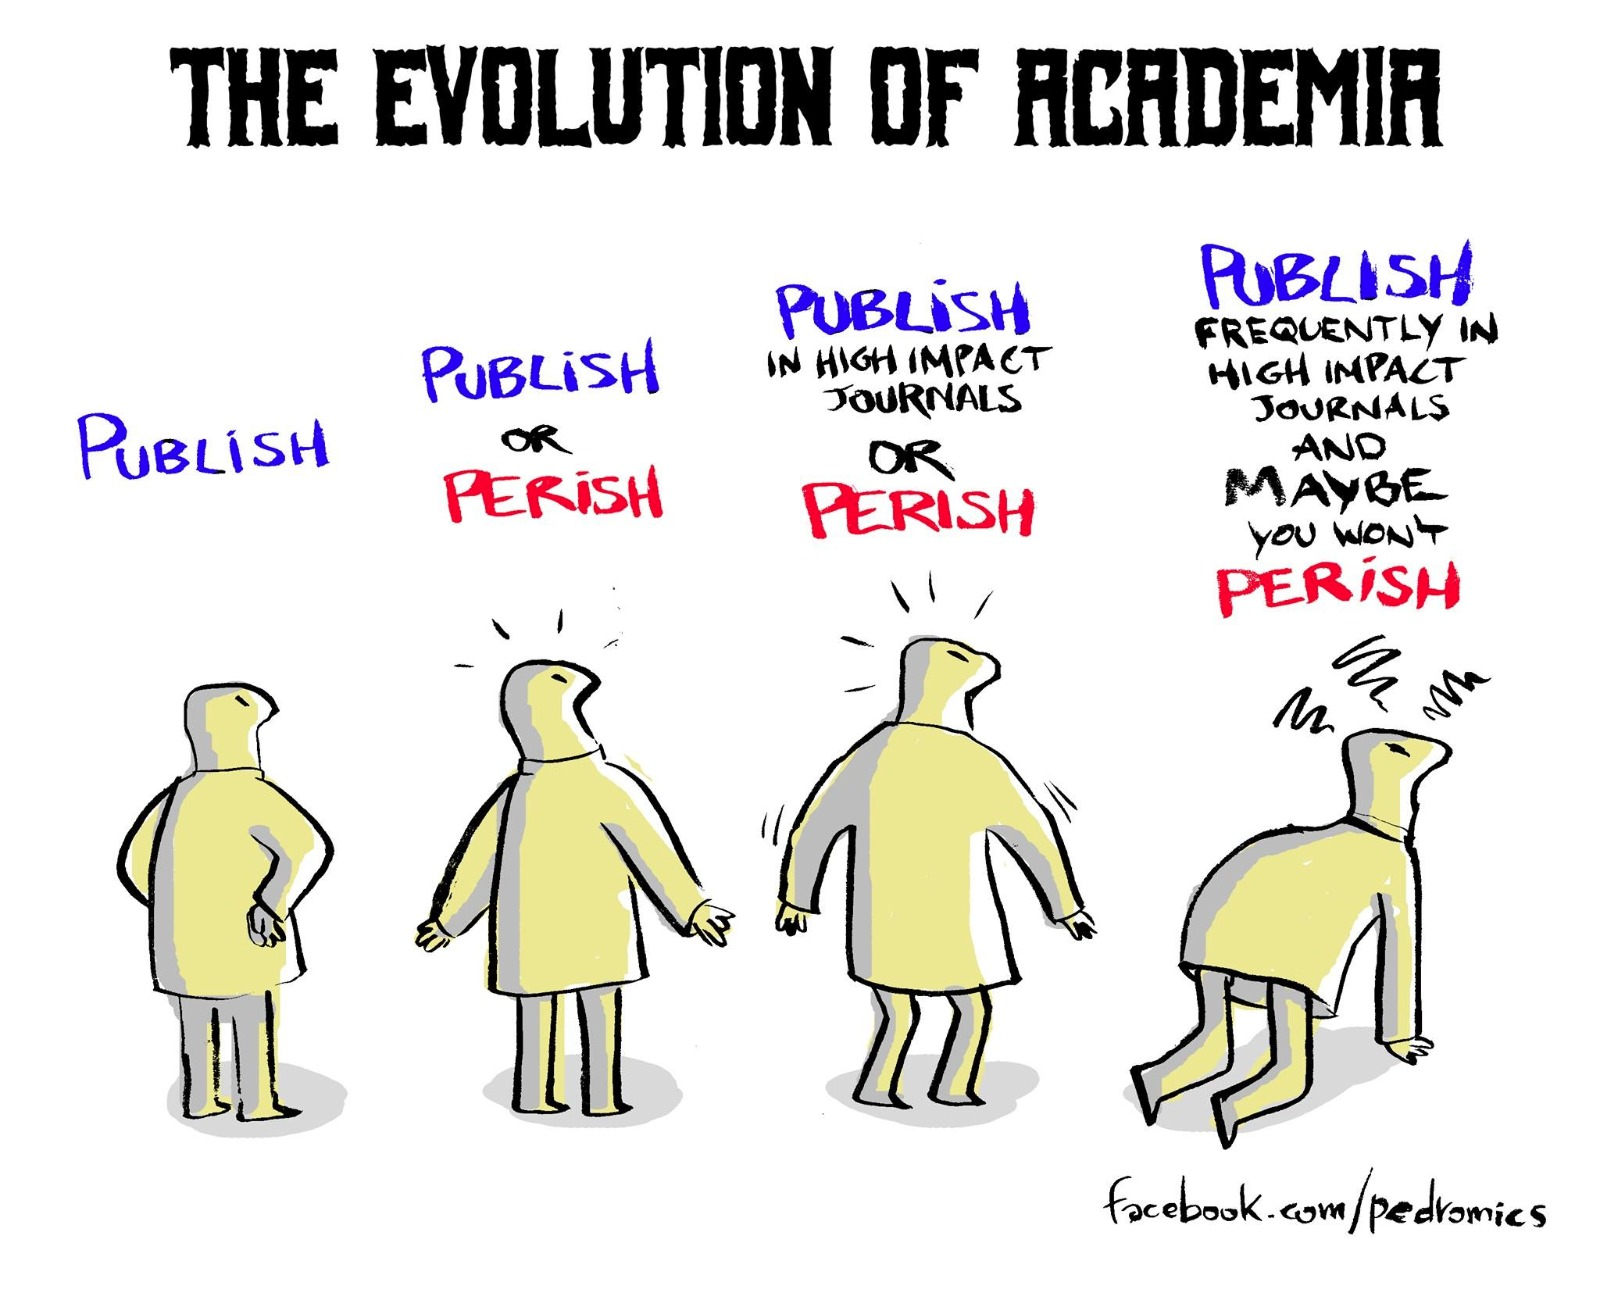 THE EVOLUTION OF ACADEMIA
PUBLISH
PUBLISH
OR
PERISH
PUBLISH
IN HIGH IMPACT
JOURNALS
OR
PERISH
PUBLISH
FREQUENTLY IN
HIGH IMPACT
JOURNALS
AND
MAYBE
YOU WON'T
PERISH
facebook.com/pedromics